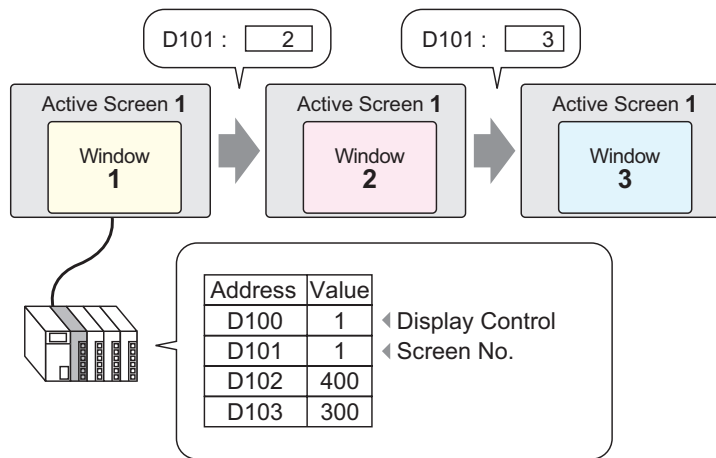 D101 : 2
D101 : 3
Active Screen 1
Window
1
Active Screen 1
Window
2
Active Screen 1
Window
3
Address Value
D100 1 Display Control
D101 1 Screen No.
D102 400
D103 300